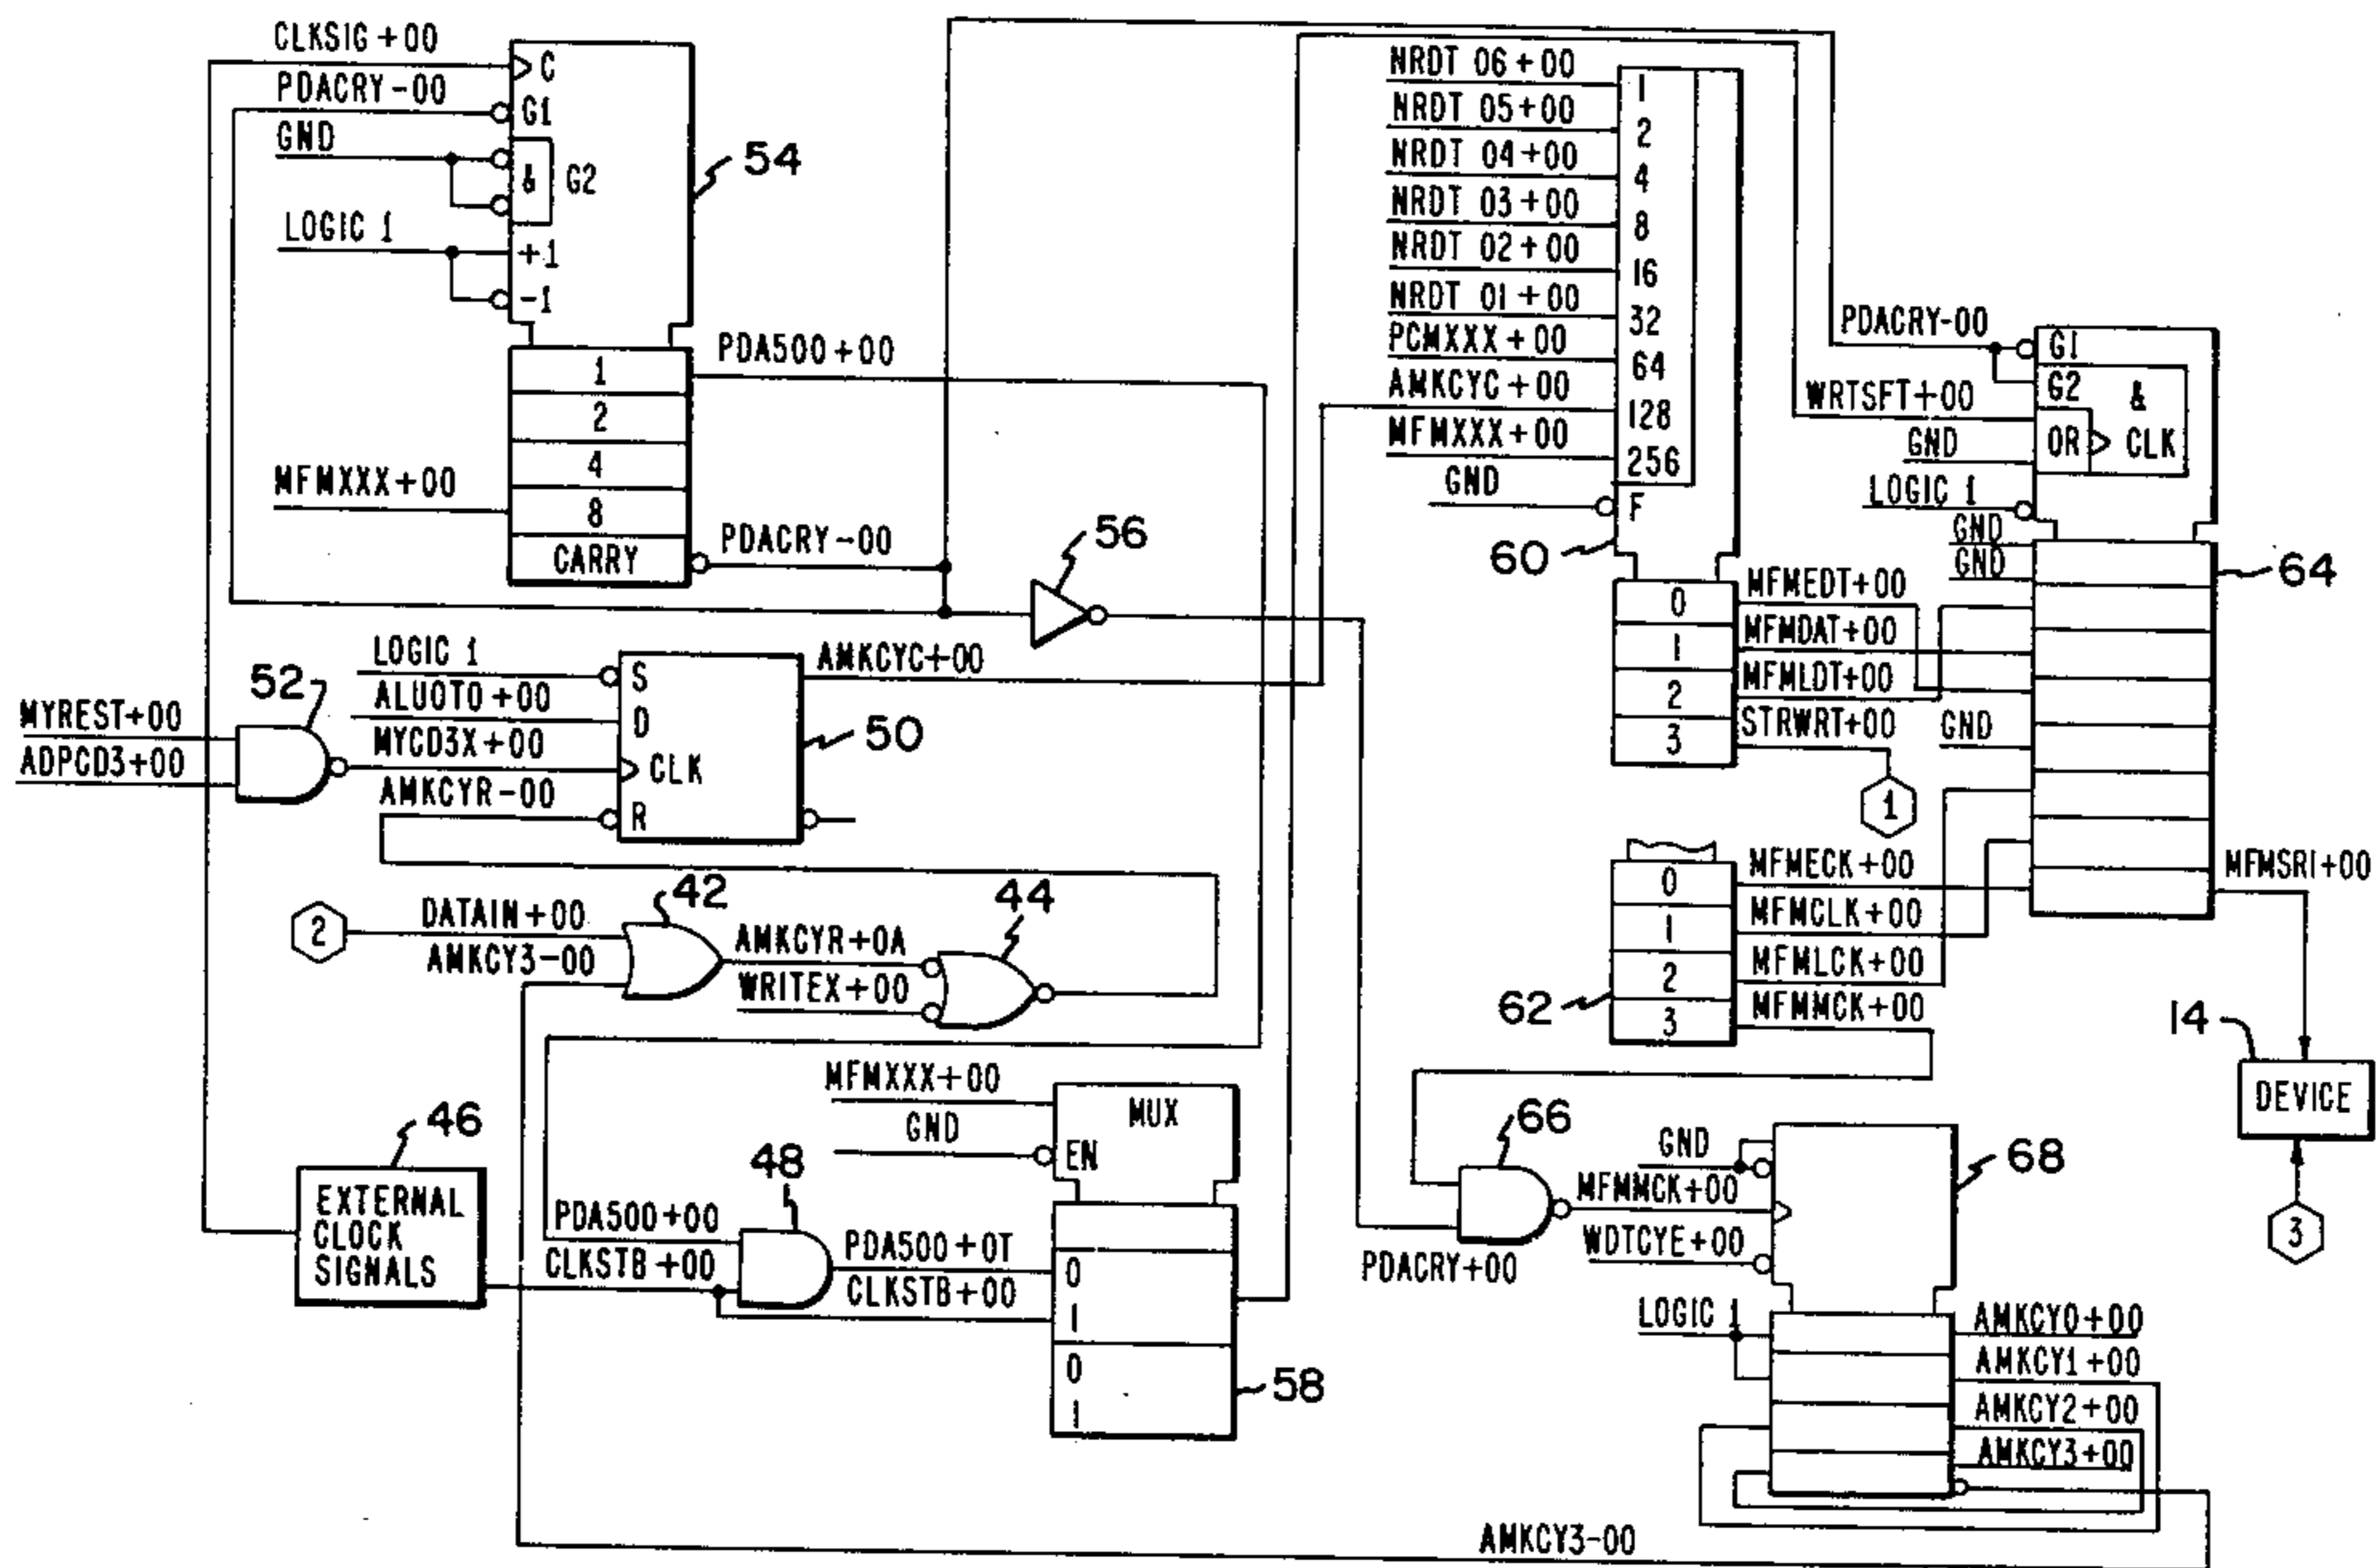 CLKSIG+00
C
PDACRY-00
G1
GND
&
G2
LOGIC 1
+1
-1
54
1
PDA500+00
2
4
MFMXXX+00
8
CARRY
PDACRY-00
56
NRDT 06+00
1
NRDT 05+00
2
NRDT 04+00
4
NRDT 03+00
8
NRDT 02+00
16
NRDT 01+00
32
PCMXXX+00
64
AMKCYC+00
128
MFMXXX+00
256
GND
F
60
0
MFMEDT+00
1
MFMDAT+00
2
MFMLDT+00
3
STRWRT+00
1
PDACRY-00
G1
G2
&
WRTSFT+00
OR
CLK
GND
LOGIC 1
GND
GND
64
GND
MFMSRI+00
LOGIC 1
S
AMKCYC+00
ALUOT0+00
D
52
MYREST+00
MYCD3X+00
CLK
50
ADPCD3+00
AMKCYR-00
R
2
DATAIN+00
42
AMKCY3-00
AMKCYR+0A
44
WRITEX+00
0
MFMECK+00
1
MFMCLK+00
2
MFMLCK+00
62
3
MFMMCK+00
14
DEVICE
3
46
EXTERNAL
CLOCK
SIGNALS
PDA500+00
48
CLKSTB+00
PDA500+0T
CLKSTB+00
MFMXXX+00
MUX
GND
EN
0
1
0
1
58
66
PDACRY+00
GND
MFMMCK+00
WDTCYE+00
68
LOGIC 1
AMKCY0+00
AMKCY1+00
AMKCY2+00
AMKCY3+00
AMKCY3-00